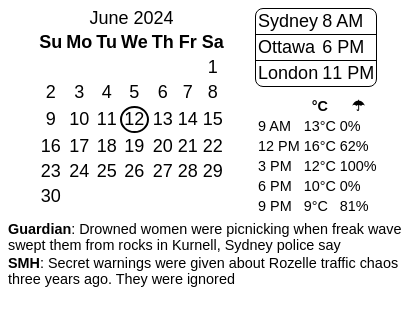 June 2024
Su Mo Tu We Th Fr Sa
1
2 3 4 5 6 7 8
9 10 11 12 13 14 15
16 17 18 19 20 21 22
23 24 25 26 27 28 29
30
Sydney 8 AM
Ottawa 6 PM
London 11 PM
°C ☂
9 AM 13°C 0%
12 PM 16°C 62%
3 PM 12°C 100%
6 PM 10°C 0%
9 PM 9°C 81%
Guardian: Drowned women were picnicking when freak wave
swept them from rocks in Kurnell, Sydney police say
SMH: Secret warnings were given about Rozelle traffic chaos
three years ago. They were ignored